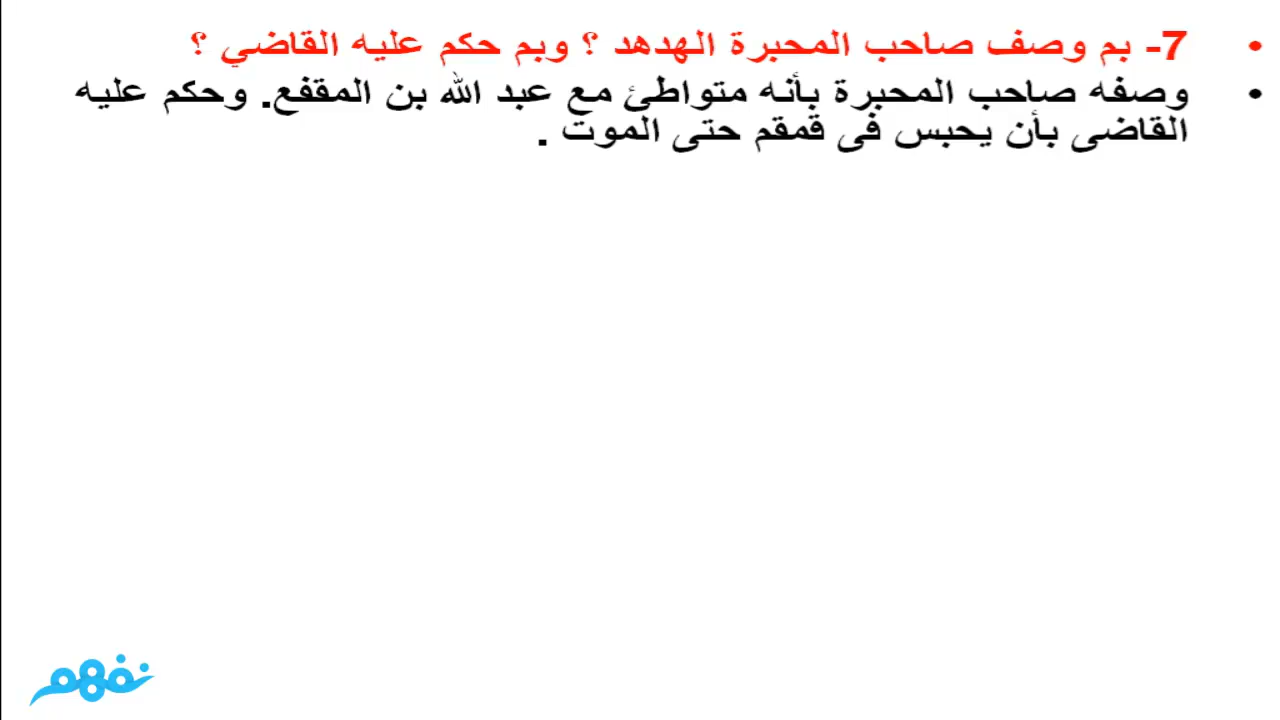 • 7- بم وصف صاحب المحبرة الهدهد ؟ وبم حكم عليه القاضي ؟
• وصفه صاحب المحبرة بأنه متواطئ مع عبد الله بن المقفع. وحكم عليه
القاضى بأن يحبس فى قمقم حتى الموت .
نفهم